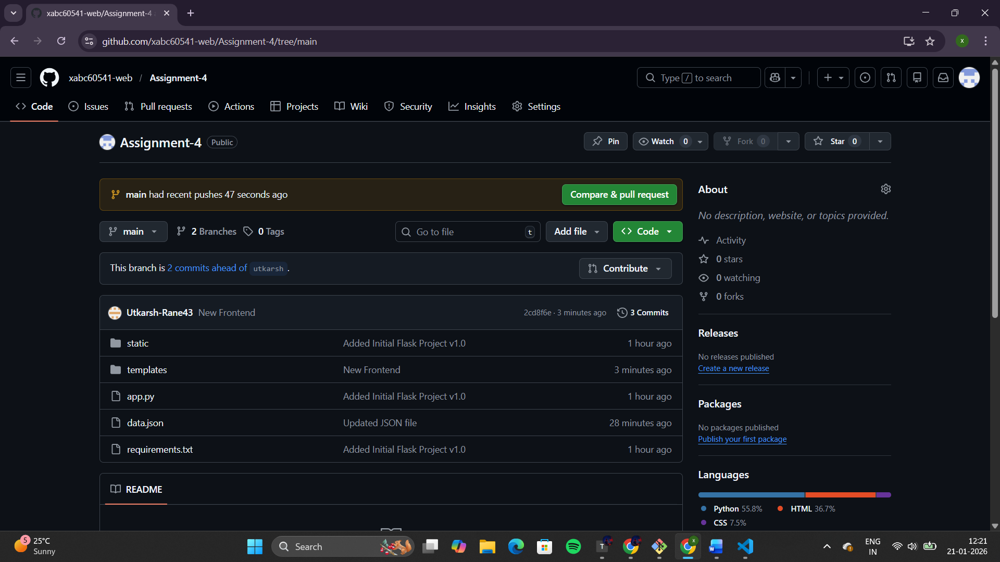 xabc60541-web/Assignment-4
github.com/xabc60541-web/Assignment-4/tree/main
x
xabc60541-web / Assignment-4
Type / to search
Code Issues Pull requests Actions Projects Wiki Security Insights Settings
Assignment-4 Public
Pin Watch 0 Fork 0 Star 0
main had recent pushes 47 seconds ago
Compare & pull request
main 2 Branches 0 Tags
Go to file t
Add file
Code
This branch is 2 commits ahead of utkarsh .
Contribute
Utkarsh-Rane43 New Frontend 2cd8f6e · 3 minutes ago 3 Commits
static Added Initial Flask Project v1.0 1 hour ago
templates New Frontend 3 minutes ago
app.py Added Initial Flask Project v1.0 1 hour ago
data.json Updated JSON file 28 minutes ago
requirements.txt Added Initial Flask Project v1.0 1 hour ago
README
About
No description, website, or topics provided.
Activity
0 stars
0 watching
0 forks
Releases
No releases published
Create a new release
Packages
No packages published
Publish your first package
Languages
Python 55.8% HTML 36.7%
CSS 7.5%
5
25°C
Sunny
Search
T
x
W
ENG
IN
12:21
21-01-2026